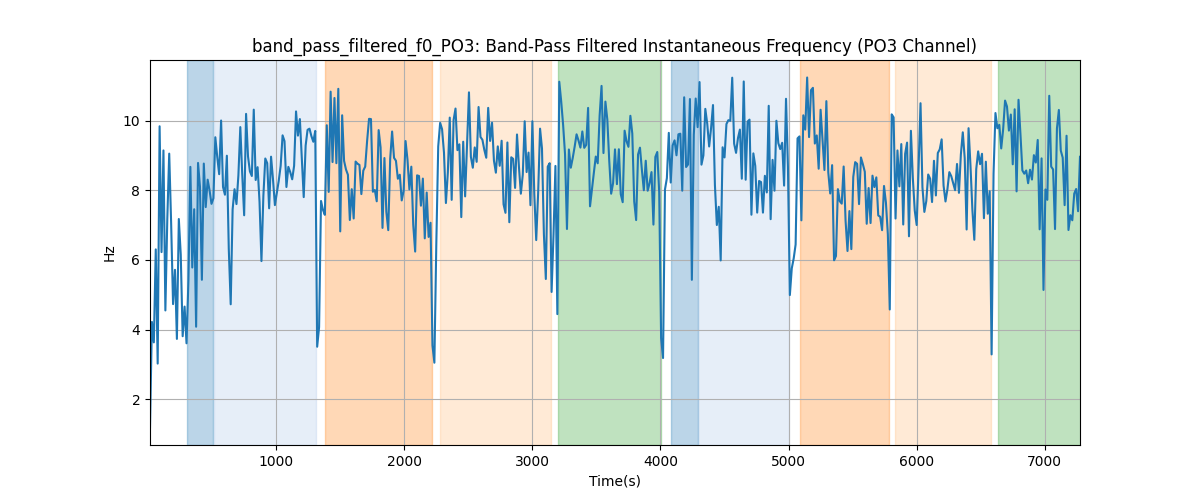 band_pass_filtered_f0_PO3: Band-Pass Filtered Instantaneous Frequency (PO3 Channel)
Hz
10
8
6
4
2
1000 2000 3000 4000 5000 6000 7000
Time(s)